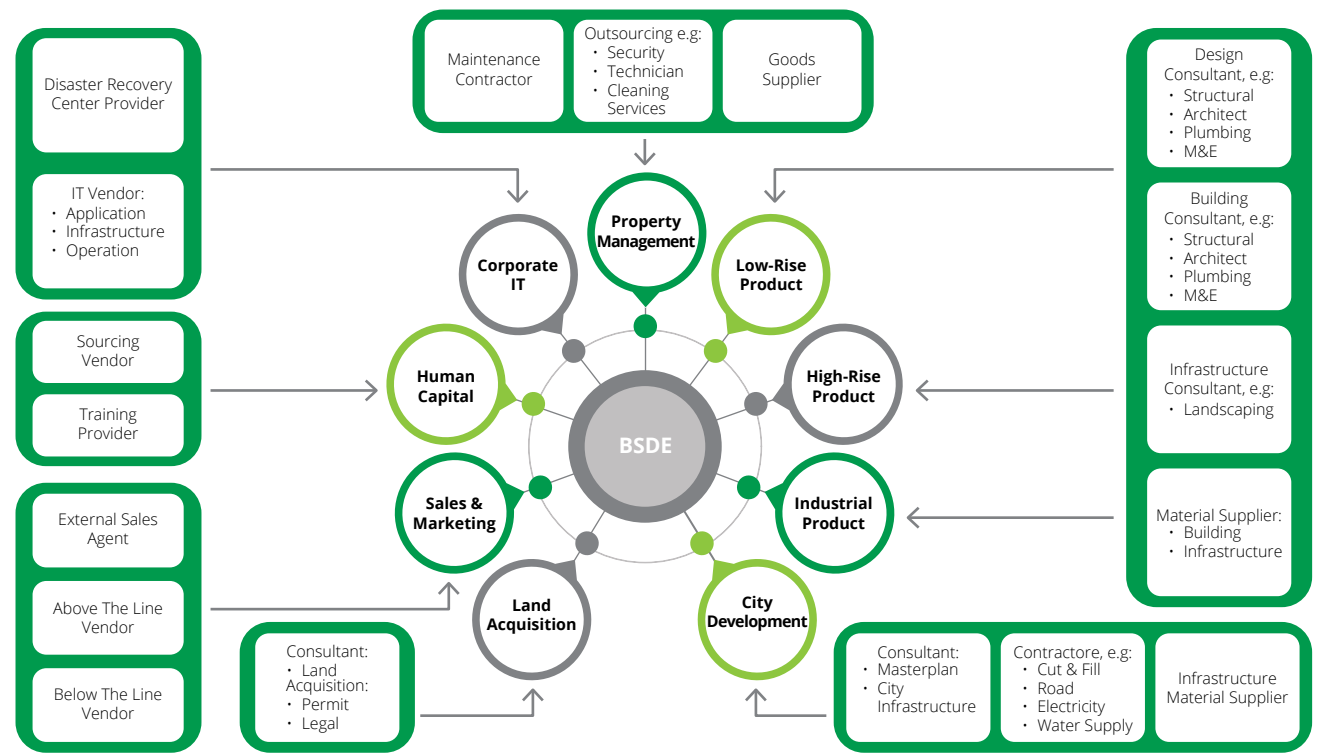 Disaster Recovery
Center Provider
IT Vendor:
• Application
• Infrastructure
• Operation
Sourcing
Vendor
Training
Provider
External Sales
Agent
Above The Line
Vendor
Below The Line
Vendor
Maintenance
Contractor
Outsourcing e.g:
• Security
• Technician
• Cleaning
Services
Goods
Supplier
Property
Management
Corporate
IT
Low-Rise
Product
Human
Capital
High-Rise
Product
BSDE
Sales &
Marketing
Industrial
Product
Land
Acquisition
City
Development
Consultant:
• Land
Acquisition:
• Permit
• Legal
Design
Consultant, e.g:
• Structural
• Architect
• Plumbing
• M&E
Building
Consultant, e.g:
• Structural
• Architect
• Plumbing
• M&E
Infrastructure
Consultant, e.g:
• Landscaping
Material Supplier:
• Building
• Infrastructure
Consultant:
• Masterplan
• City
Infrastructure
Contractore, e.g:
• Cut & Fill
• Road
• Electricity
• Water Supply
Infrastructure
Material Supplier